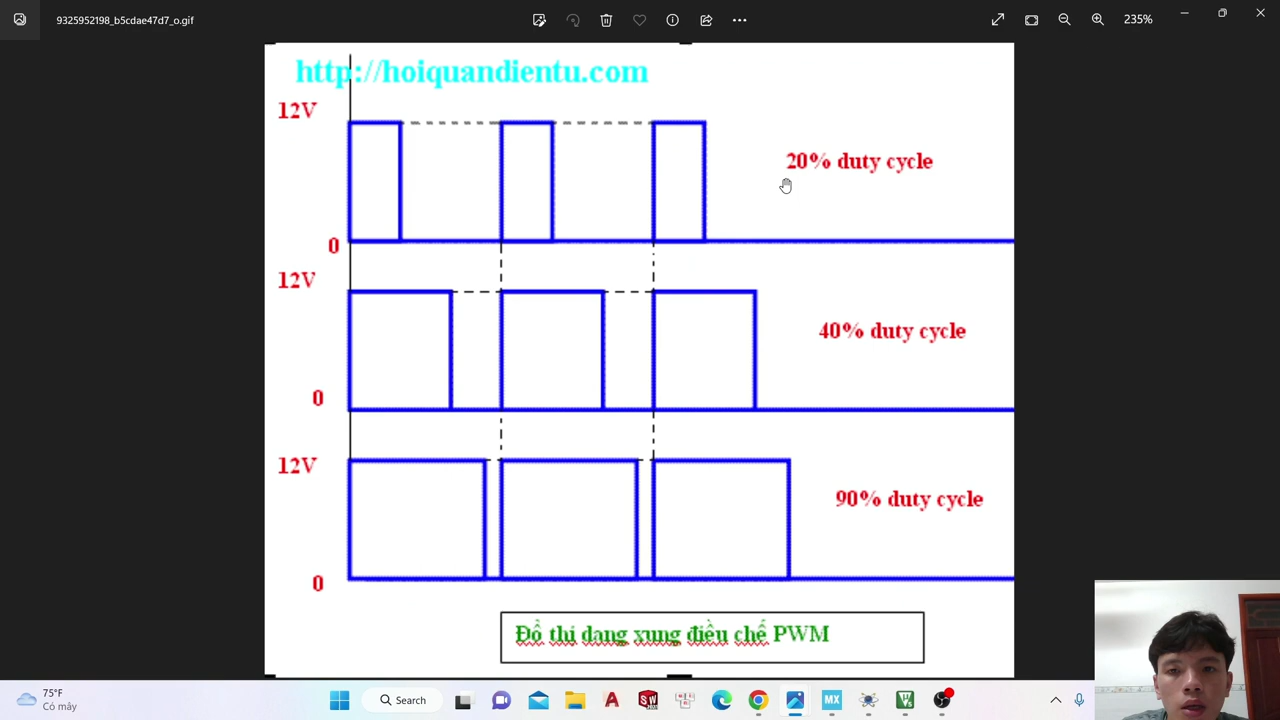 9325952198_b5cdae47d7_o.gif
235%
http://hoiquandientu.com
12V
20% duty cycle
0
12V
40% duty cycle
0
12V
90% duty cycle
0
Đồ thị dạng xung điều chế PWM
75°F
Có mây
Search